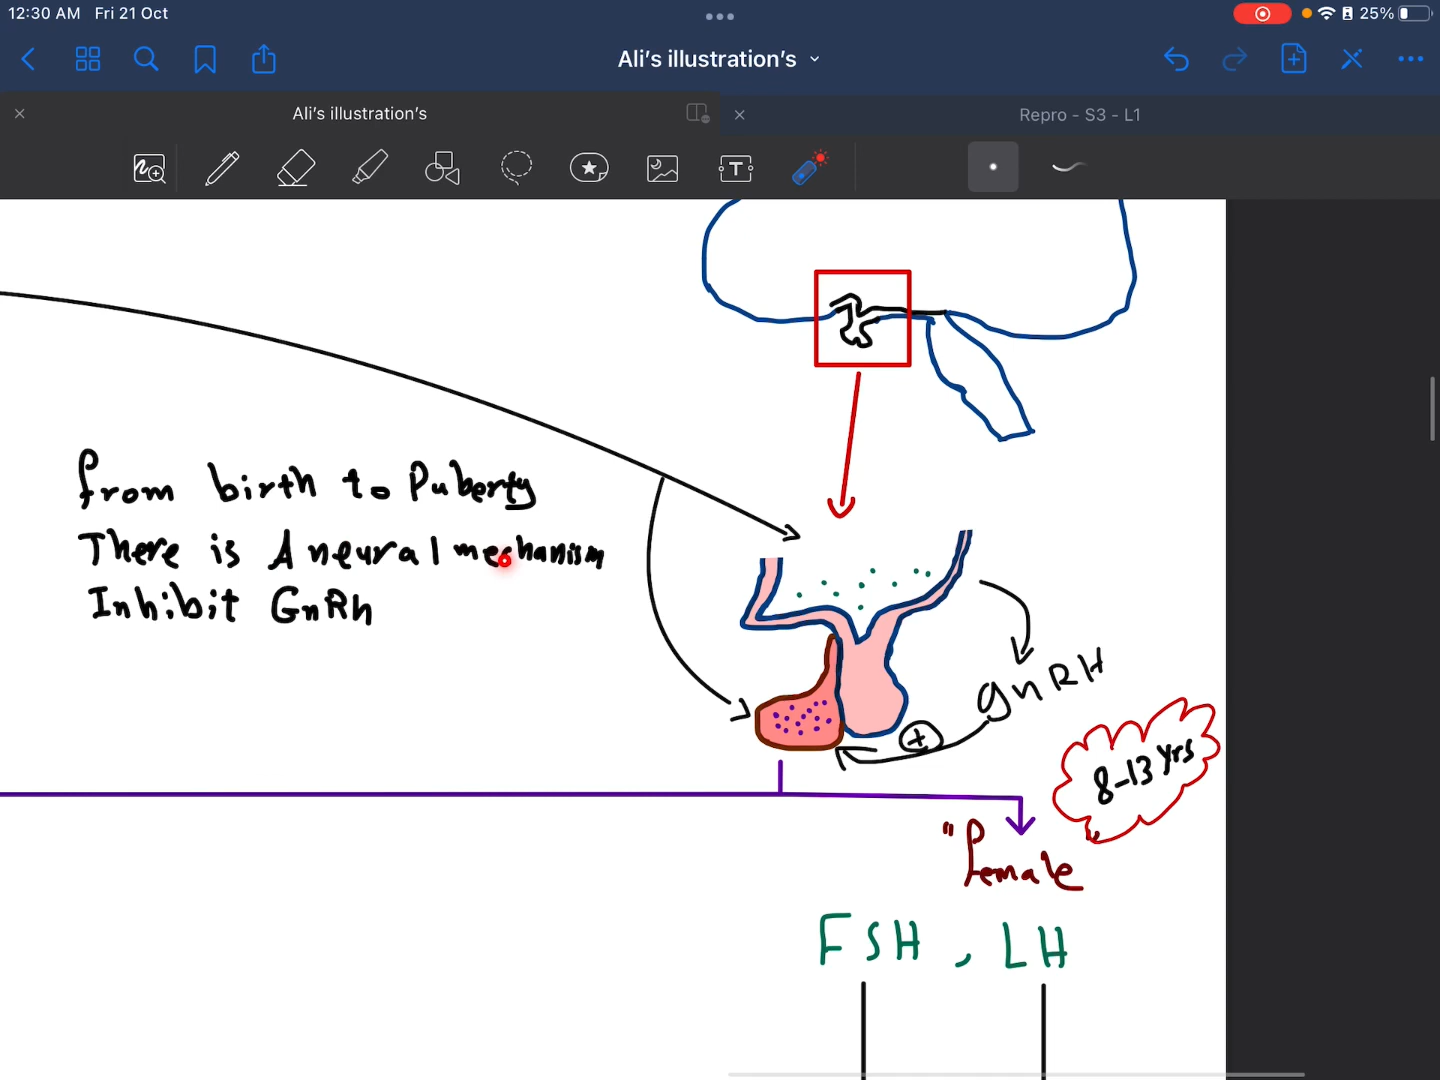 12:30 AM Fri 21 Oct
25%
Ali's illustration's
Ali's illustration's
Repro - S3 - L1
from birth to Puberty
There is A neural mechanism
Inhibit GnRh
gnRH
+
8-13 yrs
"Female
FSH, LH